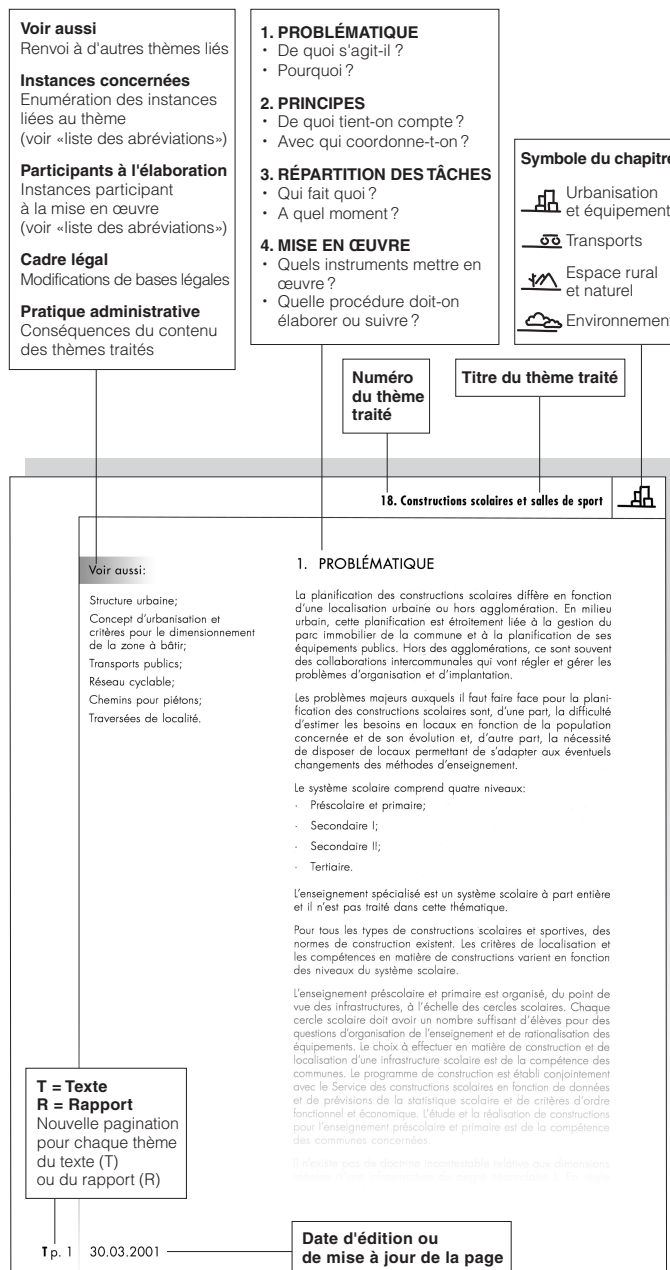 Voir aussi
Renvoi à d'autres thèmes liés
Instances concernées
Enumération des instances
liées au thème
(voir «liste des abréviations»)
Participants à l'élaboration
Instances participant
à la mise en œuvre
(voir «liste des abréviations»)
Cadre légal
Modifications de bases légales
Pratique administrative
Conséquences du contenu
des thèmes traités
1. PROBLÉMATIQUE
• De quoi s'agit-il ?
• Pourquoi ?
2. PRINCIPES
• De quoi tient-on compte ?
• Avec qui coordonne-t-on ?
3. RÉPARTITION DES TÂCHES
• Qui fait quoi ?
• A quel moment ?
4. MISE EN ŒUVRE
• Quels instruments mettre en
œuvre ?
• Quelle procédure doit-on
élaborer ou suivre ?
Symbole du chapitre
Urbanisation
et équipement
Transports
Espace rural
et naturel
Environnement
Numéro
du thème
traité
Titre du thème traité
18. Constructions scolaires et salles de sport
Voir aussi:
Structure urbaine;
Concept d'urbanisation et
critères pour le dimensionnement
de la zone à bâtir;
Transports publics;
Réseau cyclable;
Chemins pour piétons;
Traversées de localité.
1. PROBLÉMATIQUE
La planification des constructions scolaires diffère en fonction
d'une localisation urbaine ou hors agglomération. En milieu
urbain, cette planification est étroitement liée à la gestion du
parc immobilier de la commune et à la planification de ses
équipements publics. Hors des agglomérations, ce sont souvent
des collaborations intercommunales qui vont régler et gérer les
problèmes d'organisation et d'implantation.
Les problèmes majeurs auxquels il faut faire face pour la plani-
fication des constructions scolaires sont, d'une part, la difficulté
d'estimer les besoins en locaux en fonction de la population
concernée et de son évolution et, d'autre part, la nécessité
de disposer de locaux permettant de s'adapter aux éventuels
changements des méthodes d'enseignement.
Le système scolaire comprend quatre niveaux:
· Préscolaire et primaire;
· Secondaire I;
· Secondaire II;
· Tertiaire.
L'enseignement spécialisé est un système scolaire à part entière
et il n'est pas traité dans cette thématique.
Pour tous les types de constructions scolaires et sportives, des
normes de construction existent. Les critères de localisation et
les compétences en matière de constructions varient en fonction
des niveaux du système scolaire.
L'enseignement préscolaire et primaire est organisé, du point de
vue des infrastructures, à l'échelle des cercles scolaires. Chaque
cercle scolaire doit avoir un nombre suffisant d'élèves pour des
questions d'organisation de l'enseignement et de rationalisation des
équipements. Le choix à effectuer en matière de construction et de
localisation d'une infrastructure scolaire est de la compétence des
communes. Le programme de construction est établi conjointement
avec le Service des constructions scolaires en fonction de données
et de prévisions de la statistique scolaire et de critères d'ordre
fonctionnel et économique. L'étude et la réalisation de constructions
pour l'enseignement préscolaire et primaire est de la compétence
des communes concernées.
Il n'existe pas de doctrine incontestable relative aux dimensions
T = Texte
R = Rapport
Nouvelle pagination
pour chaque thème
du texte (T)
ou du rapport (R)
T p. 1
30.03.2001
Date d'édition ou
de mise à jour de la page